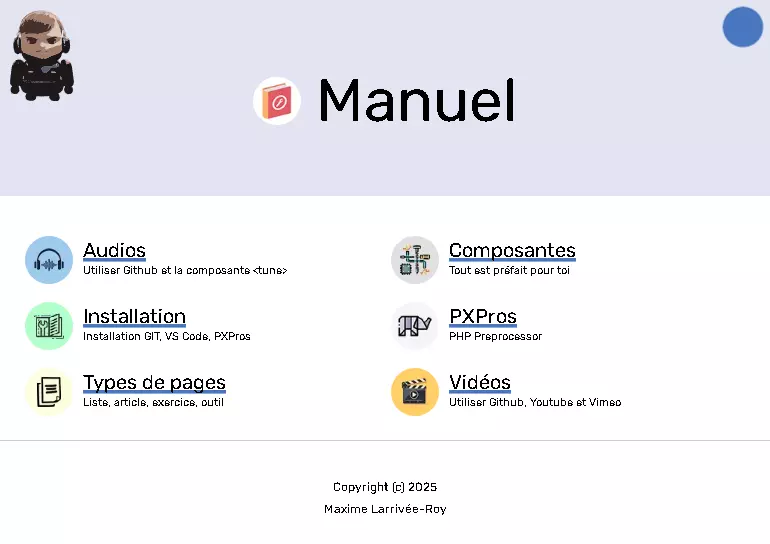 Manuel
Audios
Utiliser Github et la composante <tune>
Composantes
Tout est préfait pour toi
Installation
Installation GIT, VS Code, PXPros
PXPros
PHP Preprocessor
Types de pages
Liste, article, exercice, outil
Vidéos
Utiliser Github, Youtube et Vimeo
Copyright (c) 2025
Maxime Larrivée-Roy